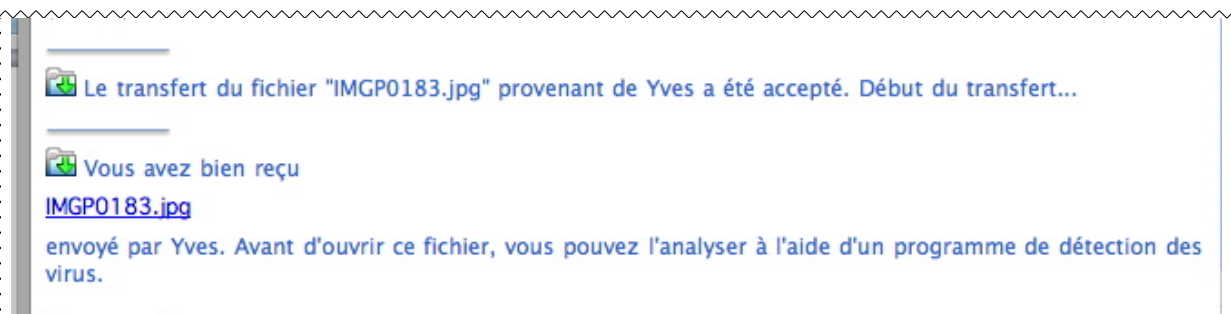 Le transfert du fichier "IMGP0183.jpg" provenant de Yves a été accepté. Début du transfert...
Vous avez bien reçu
IMGP0183.jpg
envoyé par Yves. Avant d'ouvrir ce fichier, vous pouvez l'analyser à l'aide d'un programme de détection des
virus.